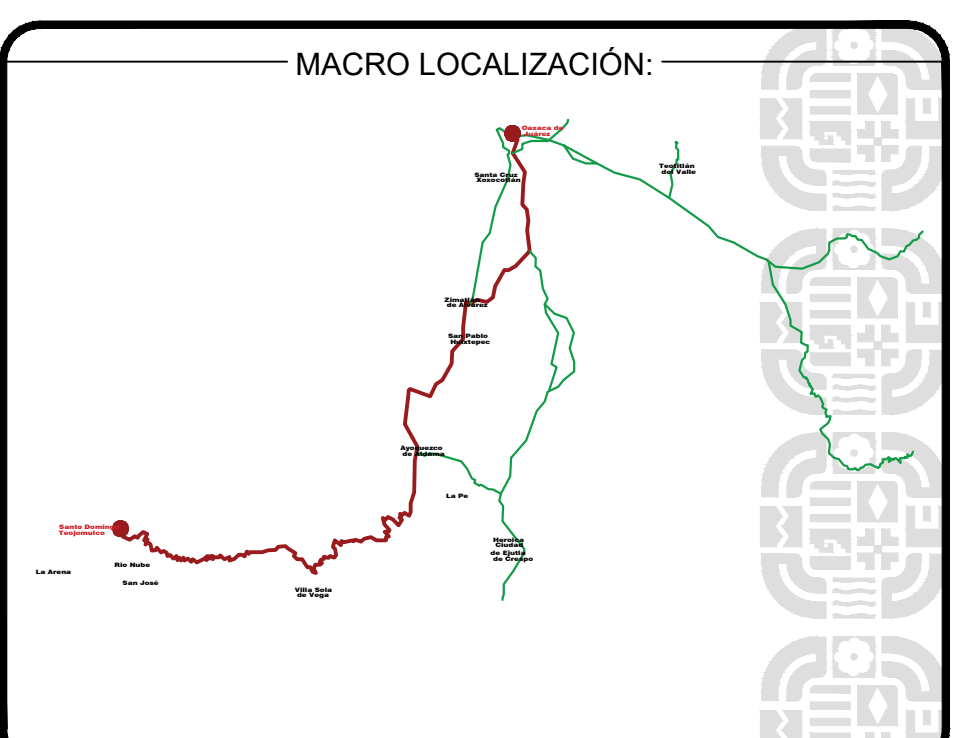 MACRO LOCALIZACIÓN:
Oaxaca de
Juárez
Santa Cruz
Xoxocotlán
Teotitlán
del Valle
Zimatlán
de Álvarez
San Pablo
Huixtepec
Ayoquezco
de Aldama
La Pe
Santo Doming
Teojomulco
Heroica
Ciudad
de Ejutla
de Crespo
Río Nube
La Arena
San José
Villa Sola
de Vega